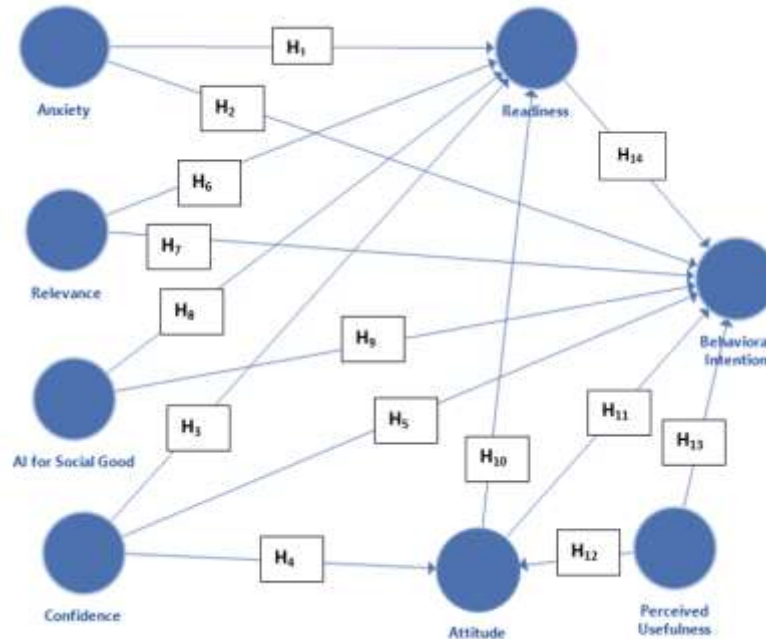 H₁
Anxiety
Readiness
H₂
H₁₄
H₆
H₇
Relevance
H₈
H₉
Behavioral
Intention
H₃
H₅
H₁₁
H₁₃
H₁₀
AI for Social Good
H₄
H₁₂
Confidence
Attitude
Perceived
Usefulness